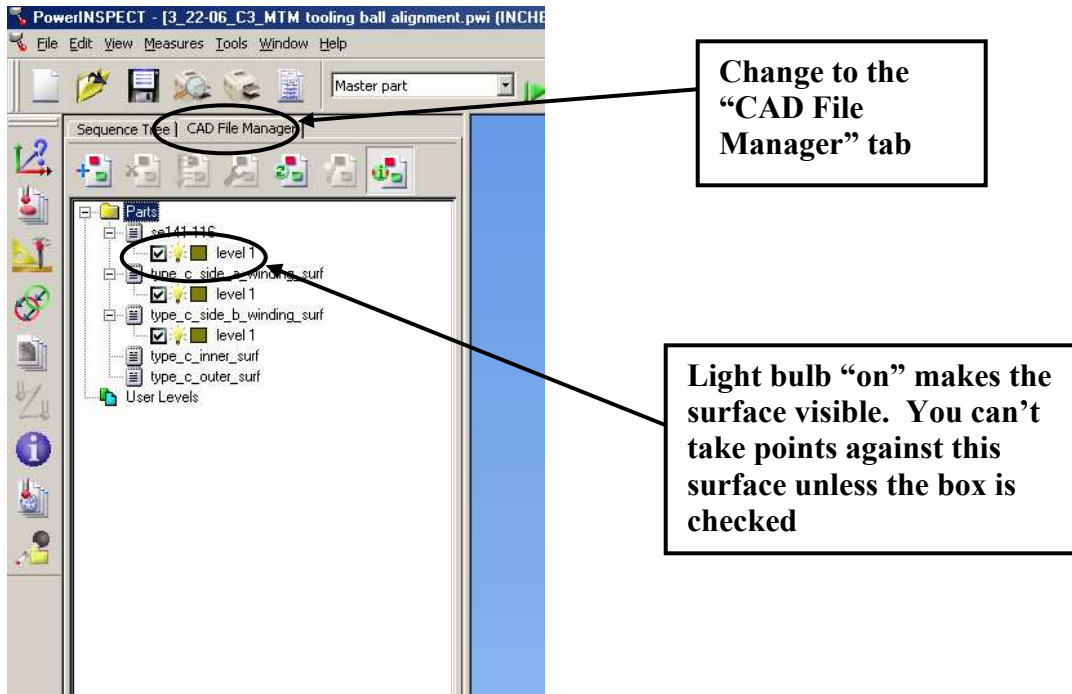 PowerINSPECT - [3_22-06_C3_MTM tooling ball alignment.pwi (INCHE
File Edit View Measures Tools Window Help
Master part
Sequence Tree CAD File Manager
Parts
se141-116
level 1
type_c_side_a_winding_surf
level 1
type_c_side_b_winding_surf
level 1
type_c_inner_surf
type_c_outer_surf
User Levels
Change to the
“CAD File
Manager” tab
Light bulb “on” makes the
surface visible. You can’t
take points against this
surface unless the box is
checked